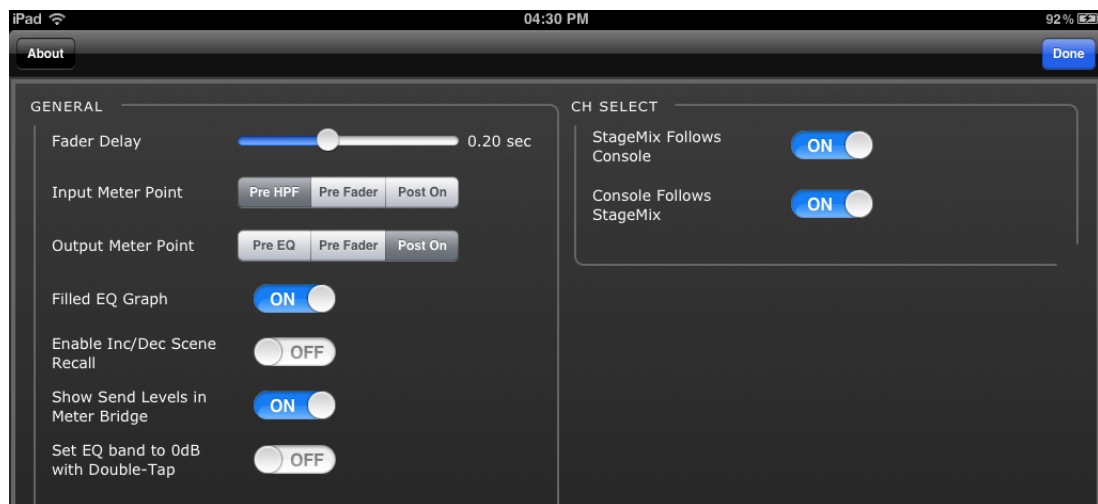 iPad 04:30 PM 92%
About Done
GENERAL
Fader Delay 0.20 sec
Input Meter Point Pre HPF Pre Fader Post On
Output Meter Point Pre EQ Pre Fader Post On
Filled EQ Graph ON
Enable Inc/Dec Scene
Recall
OFF
Show Send Levels in
Meter Bridge
ON
Set EQ band to 0dB
with Double-Tap
OFF
CH SELECT
StageMix Follows
Console
ON
Console Follows
StageMix
ON